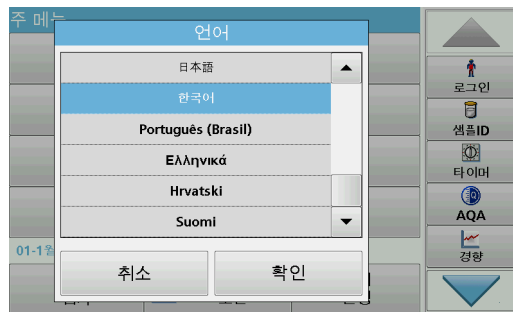 주 메
언어
日本語
한국어
Português (Brasil)
Ελληνικά
Hrvatski
Suomi
취소
확인
01-1월
로그인
샘플ID
타이머
AQA
경향